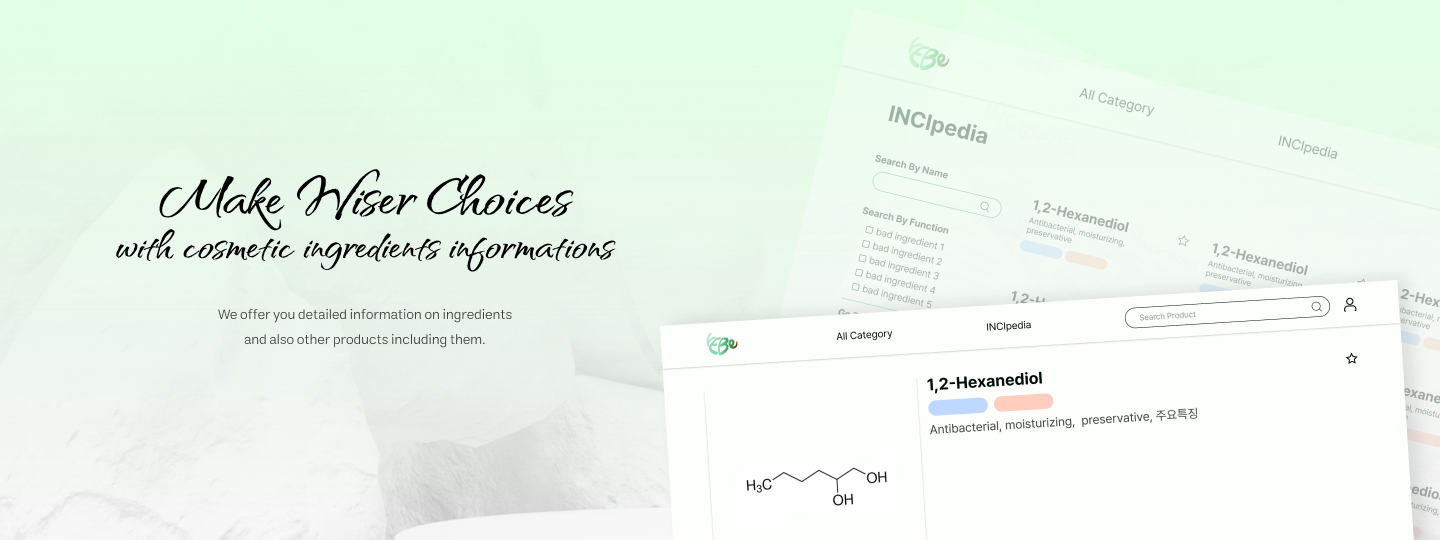 Make Wiser Choices
with cosmetic ingredients informations
We offer you detailed information on ingredients
and also other products including them.
All Category
INCIpedia
INCIpedia
Search By Name
Search By Function
bad ingredient 1
bad ingredient 2
bad ingredient 3
bad ingredient 4
bad ingredient 5
1,2-Hexanediol
Antibacterial, moisturizing,
preservative
1,2-Hexanediol
Antibacterial, moisturizing
preservative
All Category
INCIpedia
Search Product
1,2-Hexanediol
Antibacterial, moisturizing, preservative, 주요특징
H₃C
OH
OH